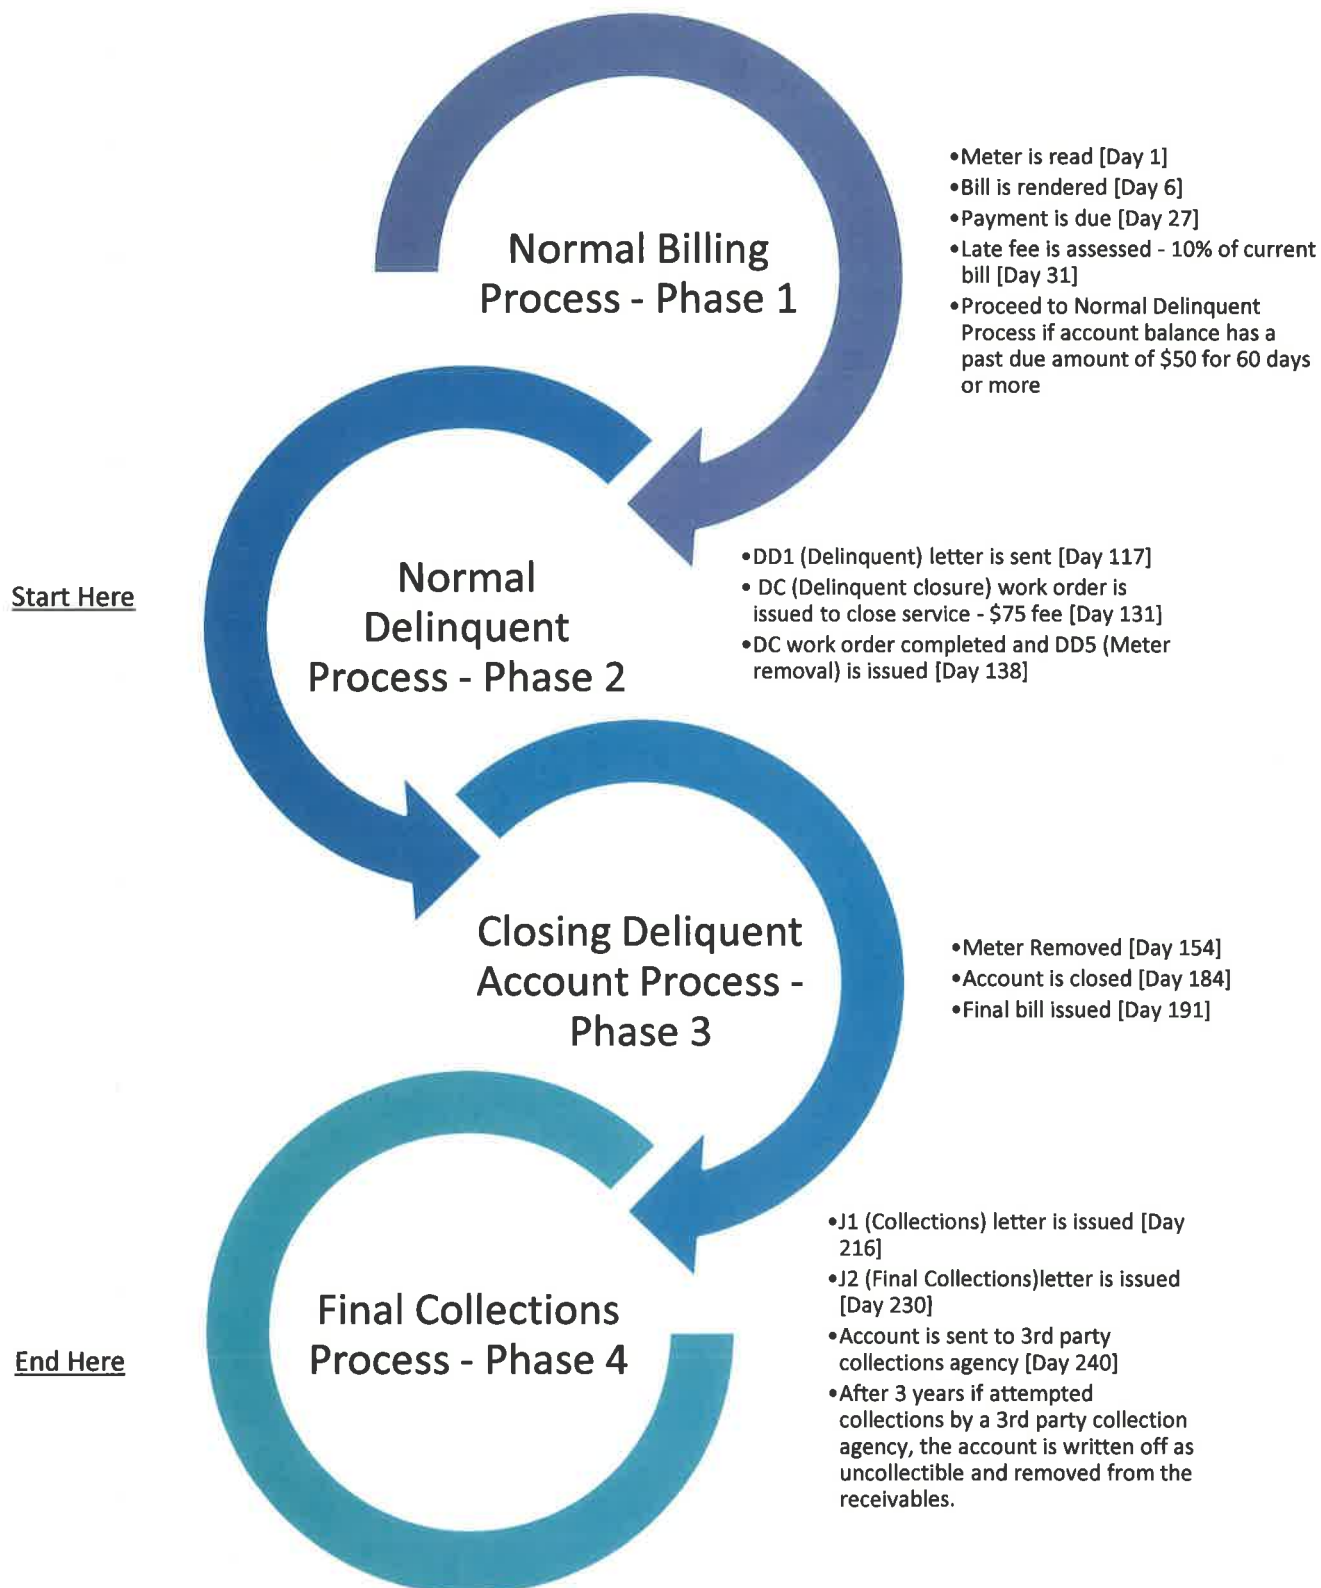 Normal Billing
Process - Phase 1
•Meter is read [Day 1]
•Bill is rendered [Day 6]
•Payment is due [Day 27]
•Late fee is assessed - 10% of current
bill [Day 31]
•Proceed to Normal Delinquent
Process if account balance has a
past due amount of $50 for 60 days
or more
Start Here
Normal
Delinquent
Process - Phase 2
•DD1 (Delinquent) letter is sent [Day 117]
• DC (Delinquent closure) work order is
issued to close service - $75 fee [Day 131]
•DC work order completed and DD5 (Meter
removal) is issued [Day 138]
Closing Deliquent
Account Process -
Phase 3
•Meter Removed [Day 154]
•Account is closed [Day 184]
•Final bill issued [Day 191]
End Here
Final Collections
Process - Phase 4
•J1 (Collections) letter is issued [Day
216]
•J2 (Final Collections)letter is issued
[Day 230]
•Account is sent to 3rd party
collections agency [Day 240]
•After 3 years if attempted
collections by a 3rd party collection
agency, the account is written off as
uncollectible and removed from the
receivables.